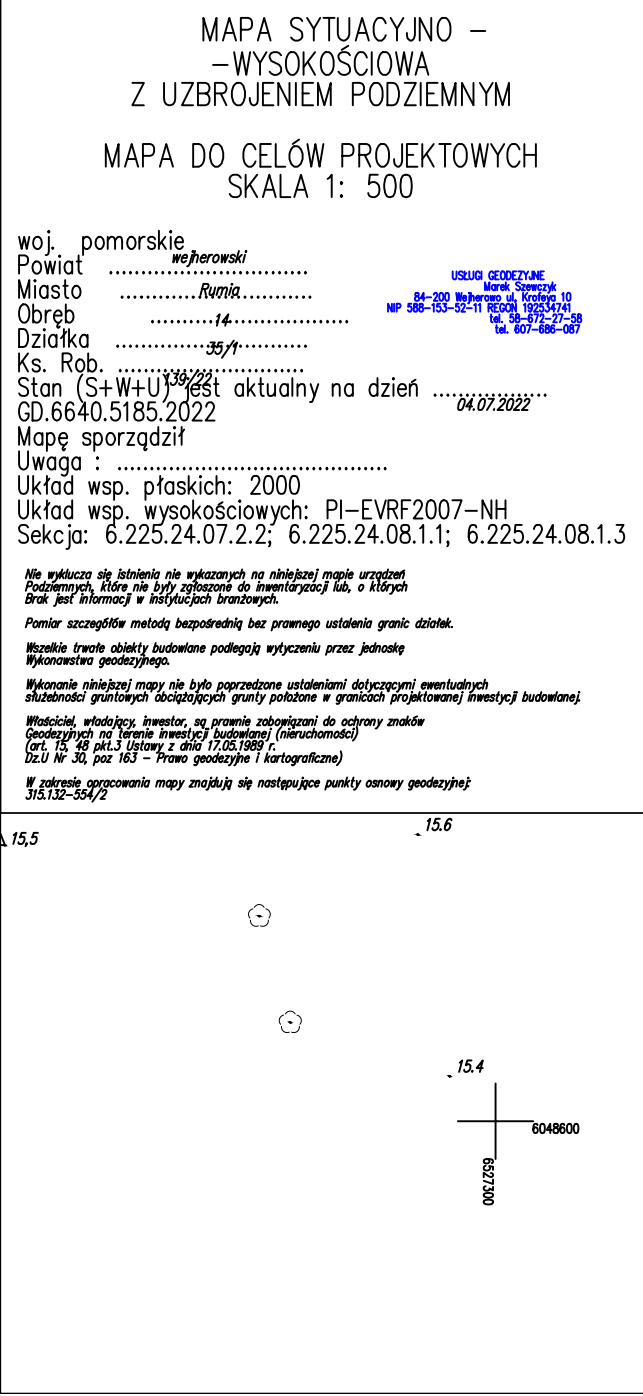 MAPA SYTUACYJNO –
–WYSOKOŚCIOWA
Z UZBROJENIEM PODZIEMNYM
MAPA DO CELÓW PROJEKTOWYCH
SKALA 1: 500
woj. pomorskie
Powiat wejherowski
Miasto Rumia
Obręb 14
Działka 35/1
Ks. Rob. 139/22
Stan (S+W+U) jest aktualny na dzień 04.07.2022
GD.6640.5185.2022
Mapę sporządził
Uwaga : ..........................................
Układ wsp. płaskich: 2000
Układ wsp. wysokościowych: Pl–EVRF2007–NH
Sekcja: 6.225.24.07.2.2; 6.225.24.08.1.1; 6.225.24.08.1.3
USŁUGI GEODEZYJNE
Marek Szewczyk
84–200 Wejherowo ul. Krofeya 10
NIP 588–153–52–11 REGON 192534741
tel. 58–672–27–58
tel. 607–686–087
Nie wyklucza się istnienia nie wykazanych na niniejszej mapie urządzeń
Podziemnych, które nie były zgłoszone do inwentaryzacji lub, o których
Brak jest informacji w instytucjach branżowych.
Pomiar szczegółów metodą bezpośrednią bez prawnego ustalenia granic działek.
Wszelkie trwałe obiekty budowlane podlegają wytyczeniu przez jednoskę
Wykonawstwa geodezyjnego.
Wykonanie niniejszej mapy nie było poprzedzone ustaleniami dotyczącymi ewentualnych
służebności gruntowych obciążających grunty położone w granicach projektowanej inwestycji budowlanej.
Właściciel, władający, inwestor, są prawnie zobowiązani do ochrony znaków
Geodezyjnych na terenie inwestycji budowlanej (nieruchomości)
(art. 15, 48 pkt.3 Ustawy z dnia 17.05.1989 r.
Dz.U Nr 30, poz 163 – Prawo geodezyjne i kartograficzne)
W zakresie opracowania mapy znajdują się następujące punkty osnowy geodezyjnej:
315.132–554/2
15,5
15.6
15.4
6048600
6527300